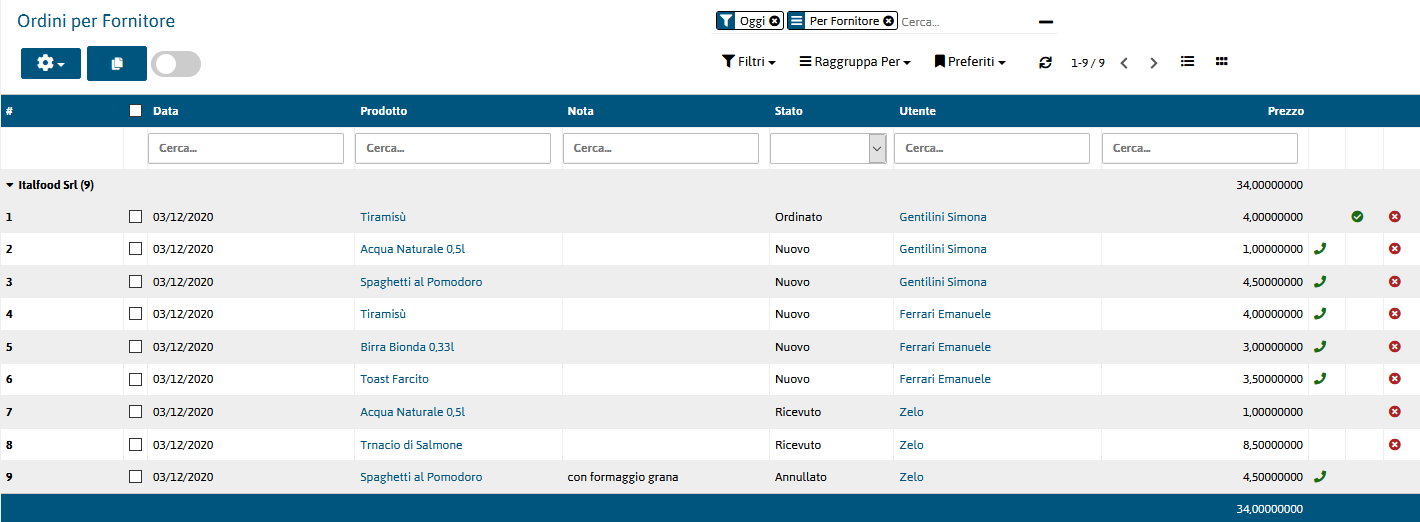 Ordini per Fornitore
Oggi Per Fornitore Cerca...
Filtri Raggruppa Per Preferiti 1-9 / 9
# Data Prodotto Nota Stato Utente Prezzo
Cerca... Cerca... Cerca... Cerca... Cerca...
Italfood Srl (9) 34,00000000
1 03/12/2020 Tiramisù Ordinato Gentilini Simona 4,00000000
2 03/12/2020 Acqua Naturale 0,5l Nuovo Gentilini Simona 1,00000000
3 03/12/2020 Spaghetti al Pomodoro Nuovo Gentilini Simona 4,50000000
4 03/12/2020 Tiramisù Nuovo Ferrari Emanuele 4,00000000
5 03/12/2020 Birra Bionda 0,33l Nuovo Ferrari Emanuele 3,00000000
6 03/12/2020 Toast Farcito Nuovo Ferrari Emanuele 3,50000000
7 03/12/2020 Acqua Naturale 0,5l Ricevuto Zelo 1,00000000
8 03/12/2020 Trnacio di Salmone Ricevuto Zelo 8,50000000
9 03/12/2020 Spaghetti al Pomodoro con formaggio grana Annullato Zelo 4,50000000
34,00000000